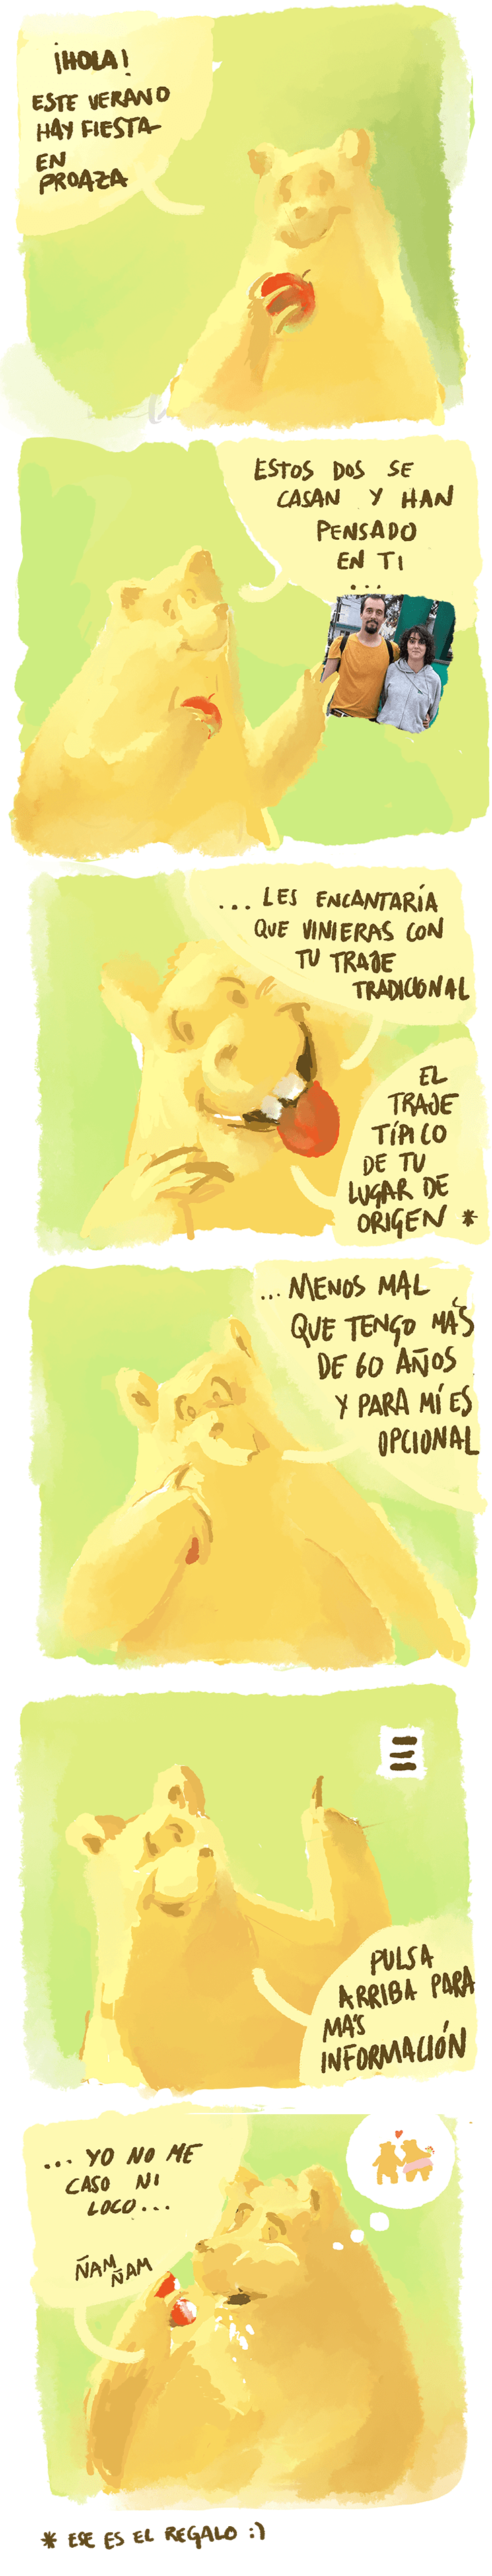 ¡HOLA!
ESTE VERANO
HAY FIESTA
EN
PROAZA
ESTOS DOS SE
CASAN Y HAN
PENSADO
EN TI
...
... LES ENCANTARÍA
QUE VINIERAS CON
TU TRAJE
TRADICIONAL
EL
TRAJE
TÍPICO
DE TU
LUGAR DE
ORIGEN *
... MENOS MAL
QUE TENGO MÁS
DE 60 AÑOS
Y PARA MÍ ES
OPCIONAL
PULSA
ARRIBA PARA
MÁS
INFORMACIÓN
... YO NO ME
CASO NI
LOCO...
ÑAM
ÑAM
* ESE ES EL REGALO :)